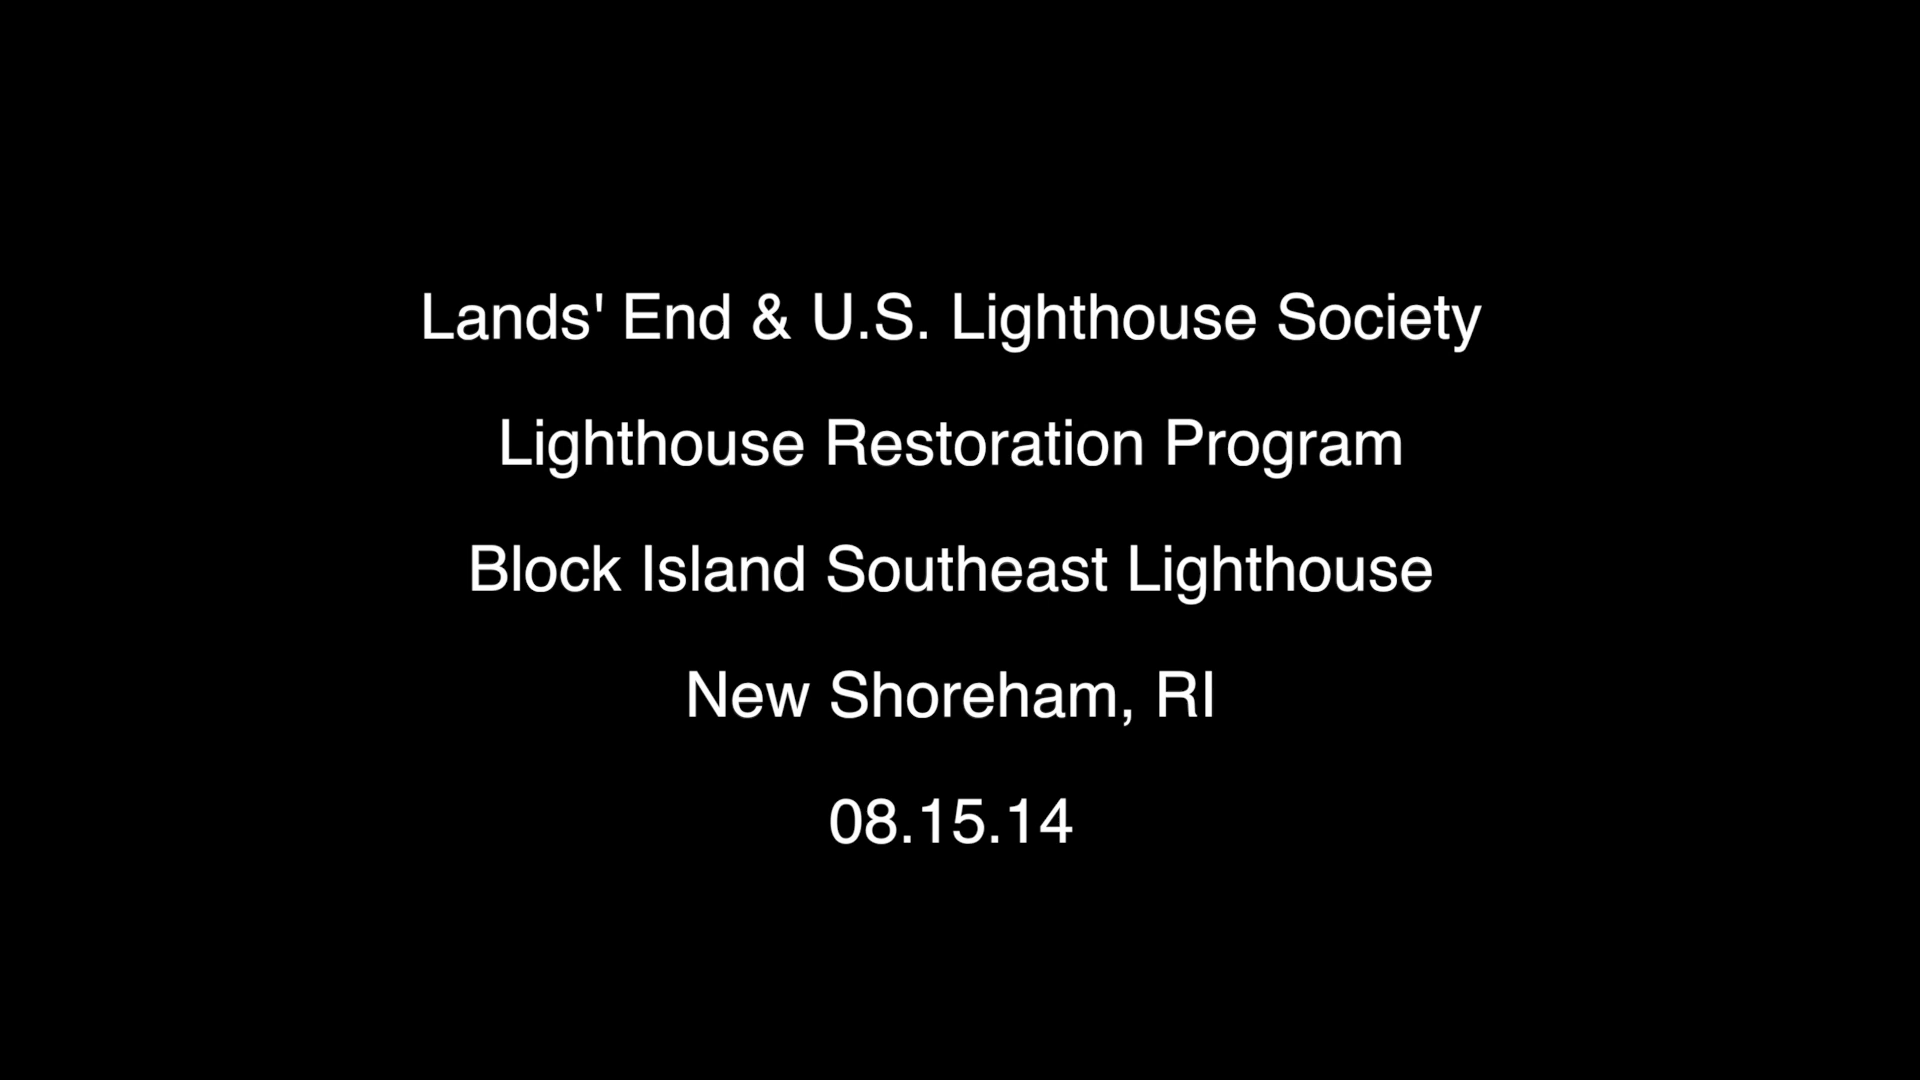 Lands' End & U.S. Lighthouse Society
Lighthouse Restoration Program
Block Island Southeast Lighthouse
New Shoreham, RI
08.15.14